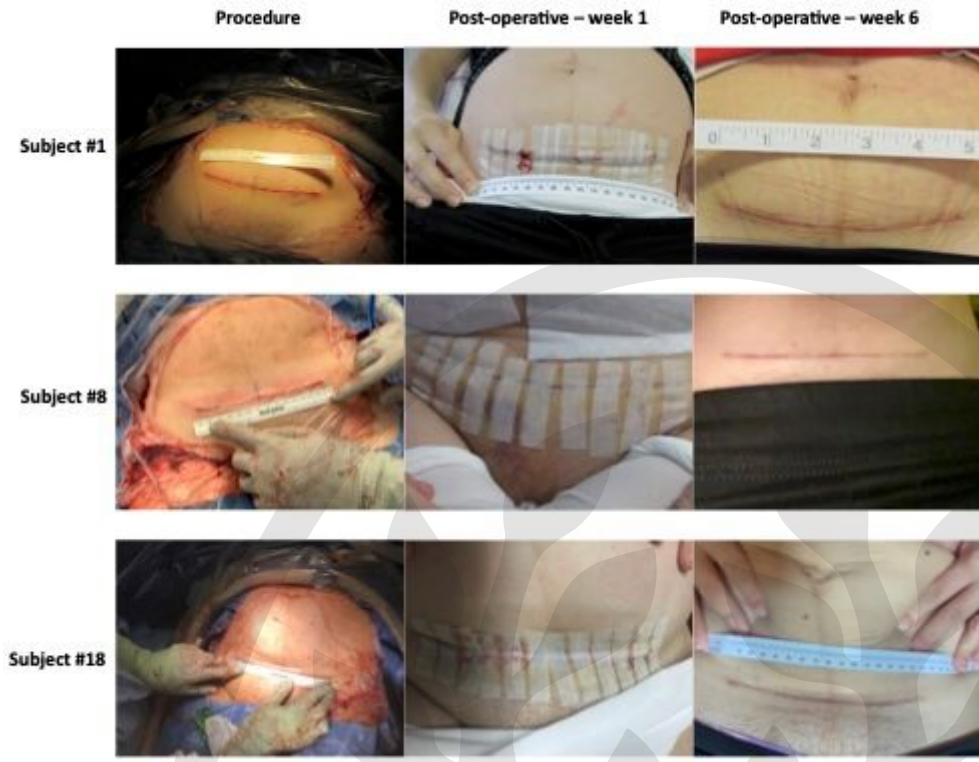 Procedure
Post-operative – week 1
Post-operative – week 6
Subject #1
0 1 2 3 4 5
Subject #8
Subject #18